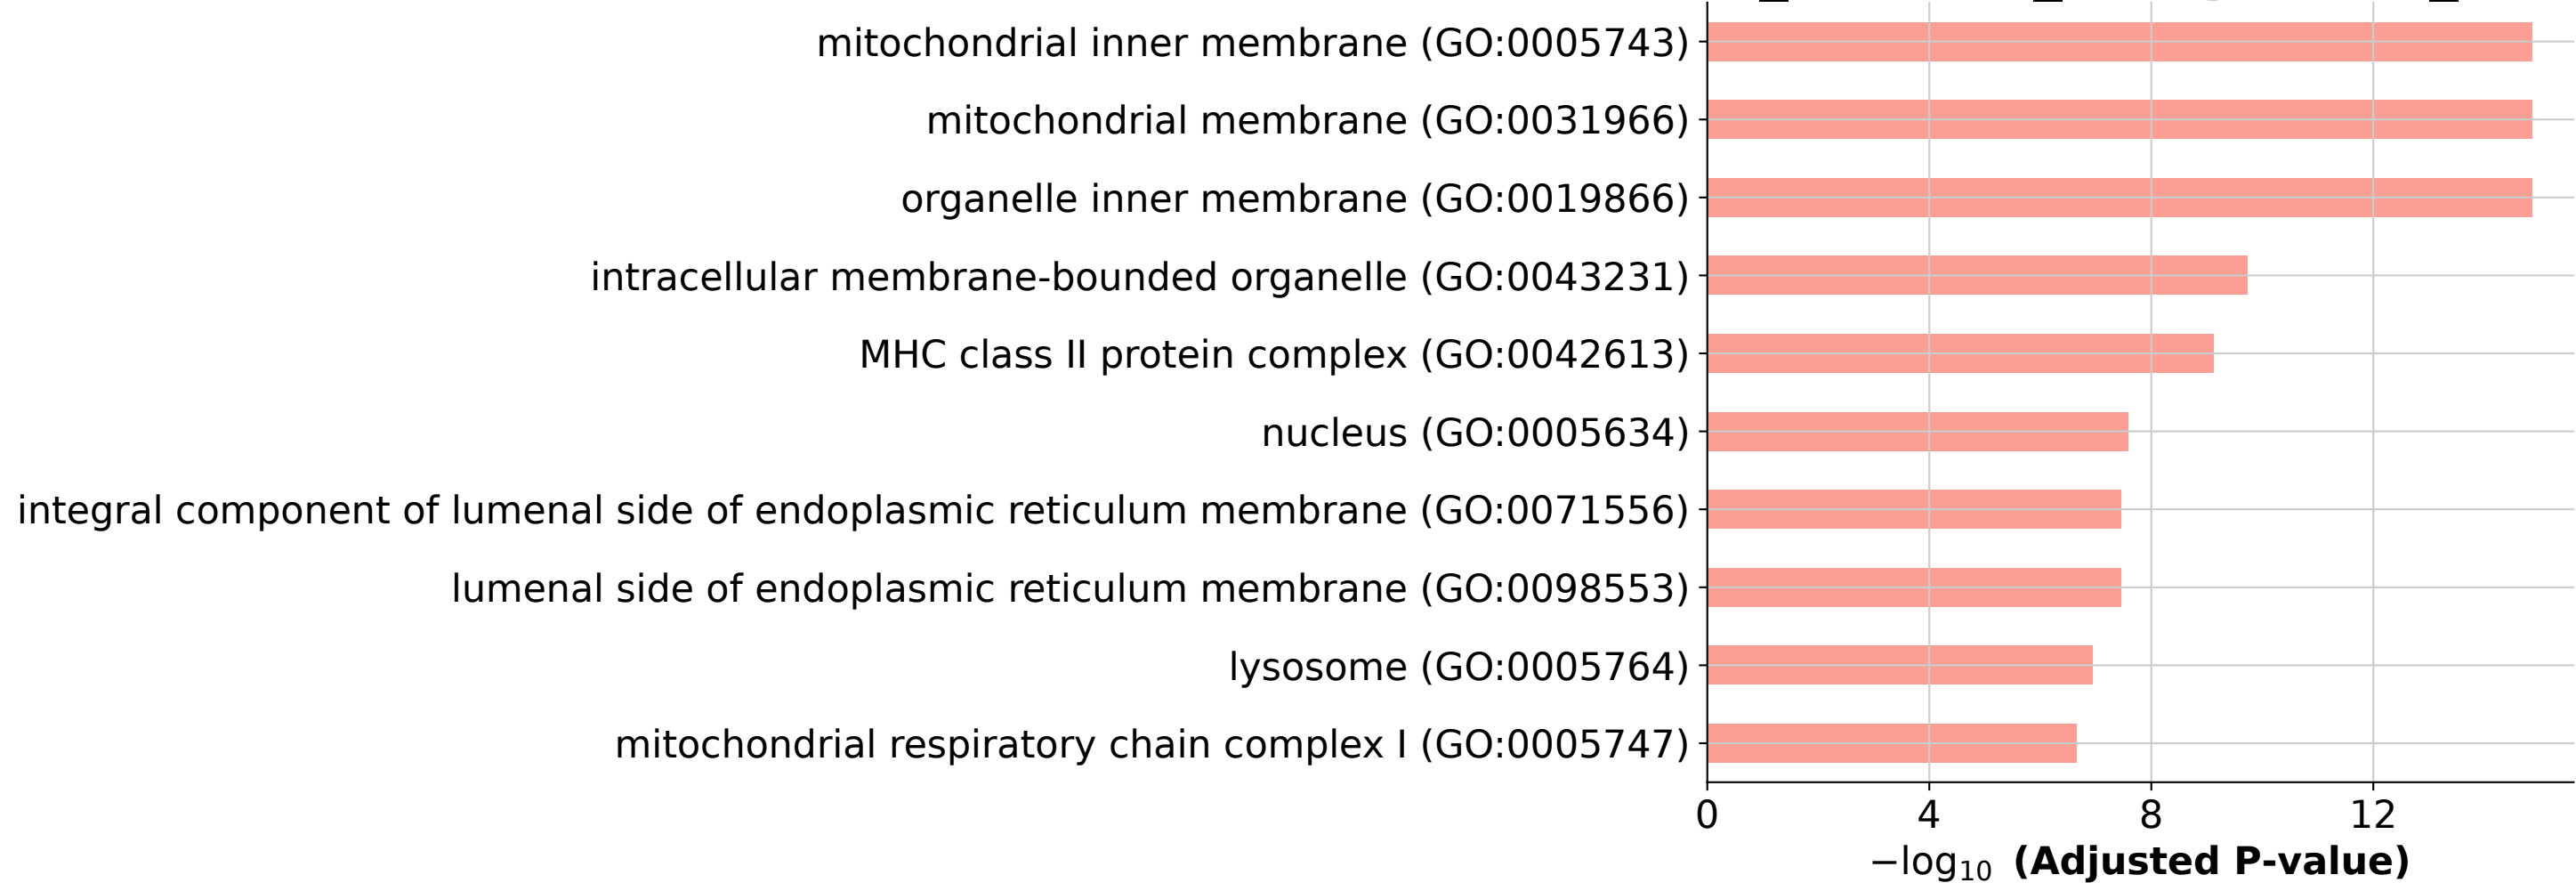 mitochondrial inner membrane (GO:0005743)
mitochondrial membrane (GO:0031966)
organelle inner membrane (GO:0019866)
intracellular membrane-bounded organelle (GO:0043231)
MHC class II protein complex (GO:0042613)
nucleus (GO:0005634)
integral component of lumenal side of endoplasmic reticulum membrane (GO:0071556)
lumenal side of endoplasmic reticulum membrane (GO:0098553)
lysosome (GO:0005764)
mitochondrial respiratory chain complex I (GO:0005747)
0 4 8 12
−log₁₀ (Adjusted P-value)